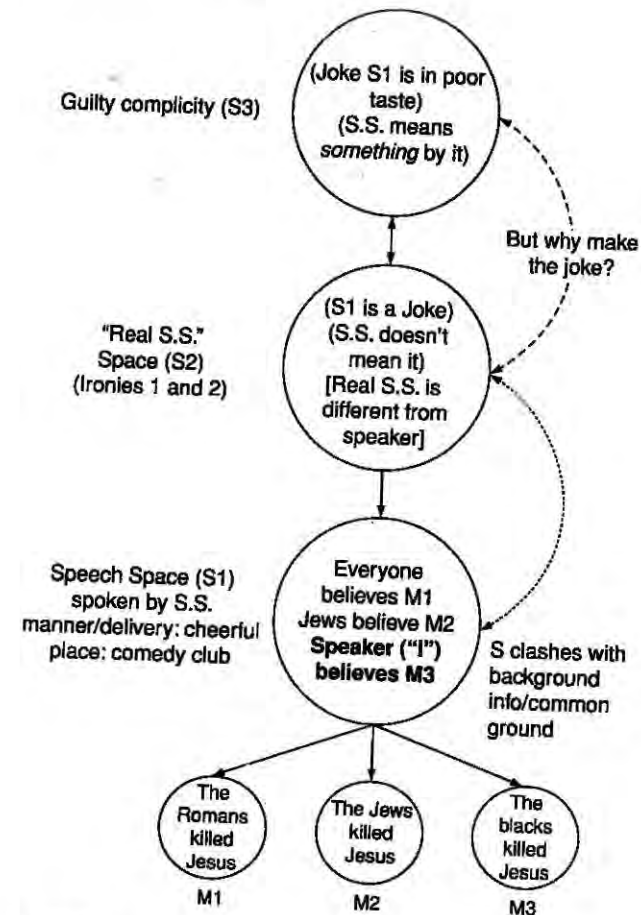 (Joke S1 is in poor
taste)
(S.S. means
something by it)
Guilty complicity (S3)
But why make
the joke?
(S1 is a Joke)
(S.S. doesn't
mean it)
[Real S.S. is
different from
speaker]
"Real S.S."
Space (S2)
(Ironies 1 and 2)
Everyone
believes M1
Jews believe M2
Speaker ("I")
believes M3
Speech Space (S1)
spoken by S.S.
manner/delivery: cheerful
place: comedy club
S clashes with
background
info/common
ground
The
Romans
killed
Jesus
M1
The Jews
killed
Jesus
M2
The
blacks
killed
Jesus
M3